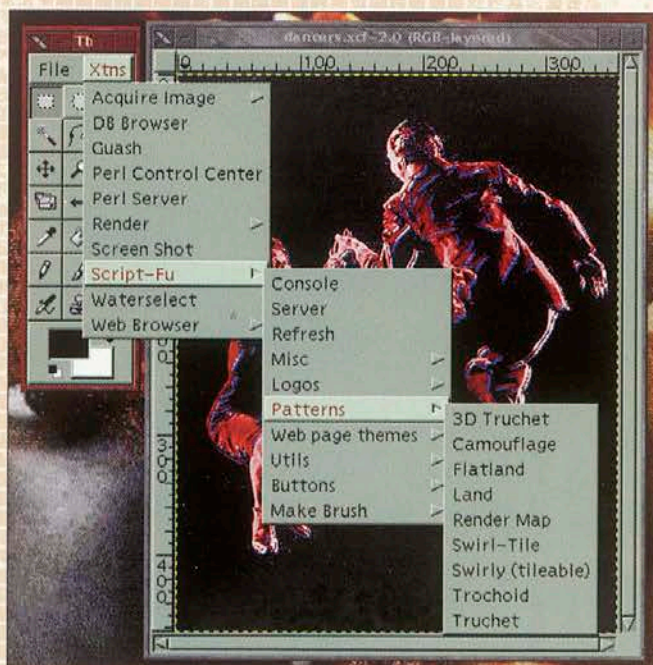 Tb
dancers.xcf-2.0 (RGB-layered)
File Xtns
0 100 200 300
Acquire Image
DB Browser
Guash
Perl Control Center
Perl Server
Render
Screen Shot
Script-Fu
Waterselect
Web Browser
Console
Server
Refresh
Misc
Logos
Patterns
Web page themes
Utils
Buttons
Make Brush
3D Truchet
Camouflage
Flatland
Land
Render Map
Swirl-Tile
Swirly (tileable)
Trochoid
Truchet